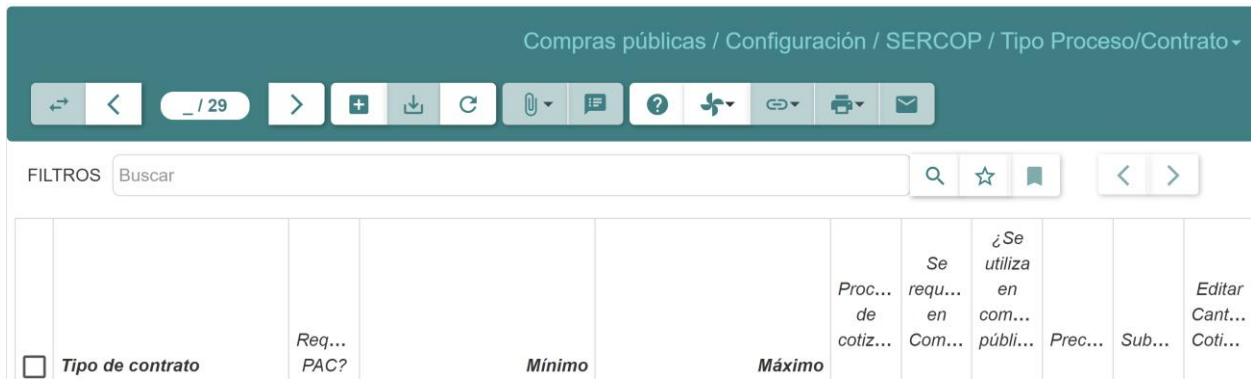 Compras públicas / Configuración / SERCOP / Tipo Proceso/Contrato
_ / 29
FILTROS Buscar
Tipo de contrato
Req...
PAC?
Mínimo
Máximo
Proc...
de
cotiz...
Se
requ...
en
Com...
¿Se
utiliza
en
com...
públi...
Prec...
Sub...
Editar
Cant...
Coti...